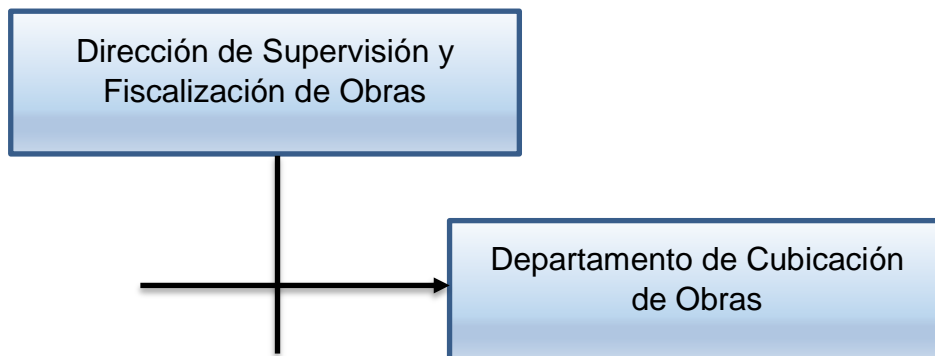 Dirección de Supervisión y
Fiscalización de Obras
Departamento de Cubicación
de Obras